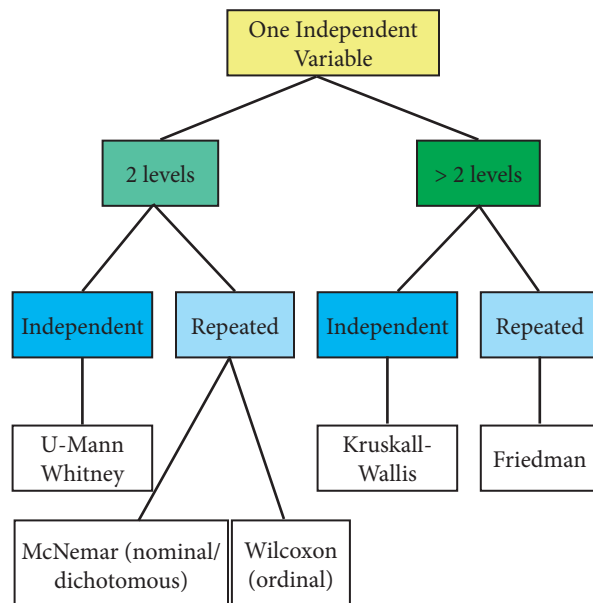 One Independent
Variable
2 levels
> 2 levels
Independent
Repeated
Independent
Repeated
U-Mann
Whitney
Kruskall-
Wallis
Friedman
McNemar (nominal/
dichotomous)
Wilcoxon
(ordinal)